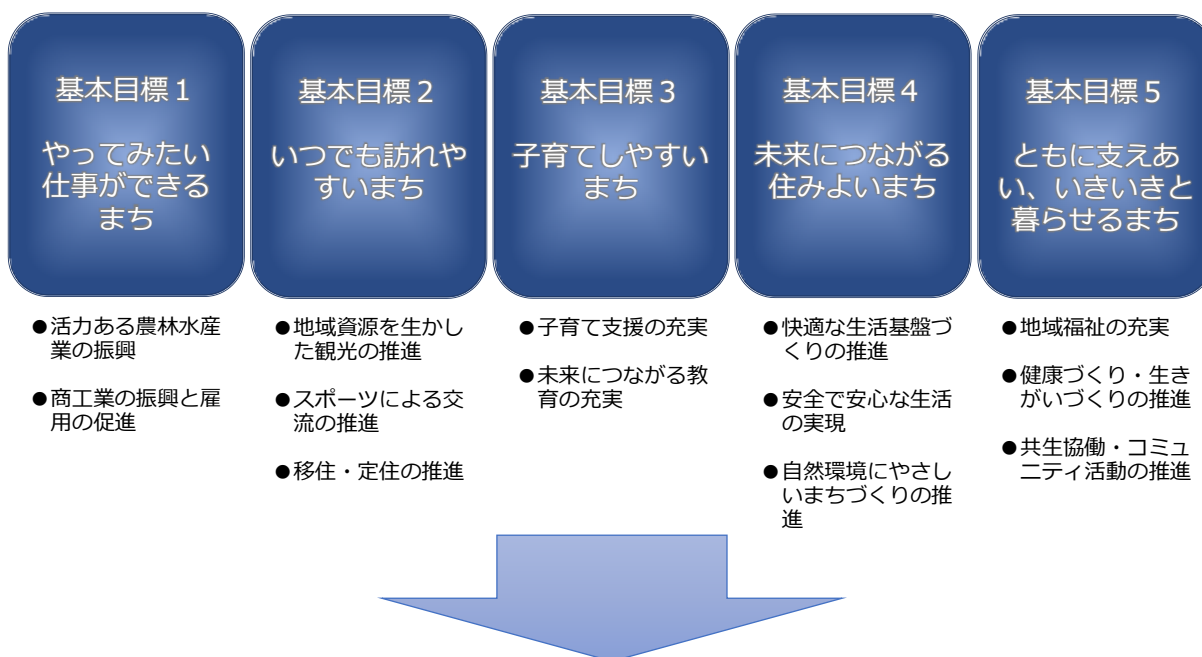 基本目標１
やってみたい
仕事ができる
まち
●活力ある農林水産
業の振興
●商工業の振興と雇
用の促進
基本目標２
いつでも訪れや
すいまち
●地域資源を生かし
た観光の推進
●スポーツによる交
流の推進
●移住・定住の推進
基本目標３
子育てしやすい
まち
●子育て支援の充実
●未来につながる教
育の充実
基本目標４
未来につながる
住みよいまち
●快適な生活基盤づ
くりの推進
●安全で安心な生活
の実現
●自然環境にやさし
いまちづくりの推
進
基本目標５
ともに支えあ
い、いきいきと
暮らせるまち
●地域福祉の充実
●健康づくり・生き
がいづくりの推進
●共生協働・コミュ
ニティ活動の推進